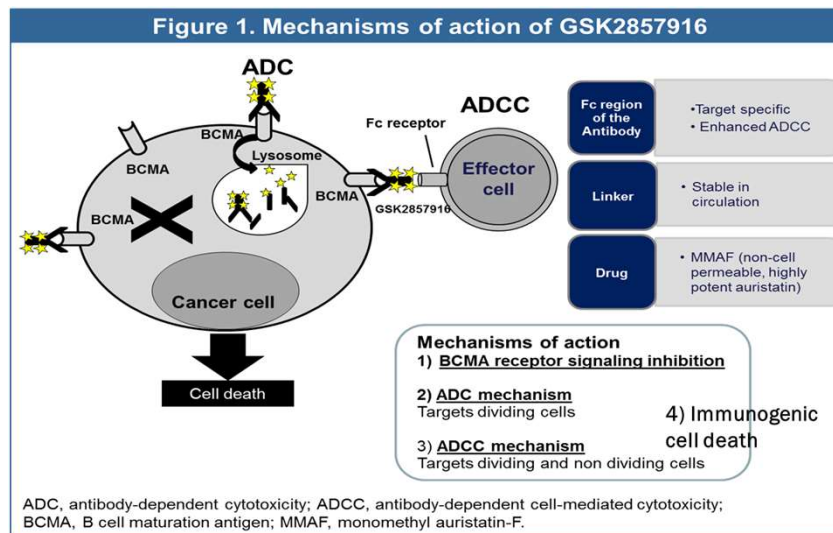 Figure 1. Mechanisms of action of GSK2857916
ADC
BCMA
BCMA
Lysosome
BCMA
BCMA
Cancer cell
Cell death
ADCC
Fc receptor
Effector
cell
GSK2857916
Fc region
of the
Antibody
•Target
specific
• Enhanced ADCC
Linker
• Stable in
circulation
Drug
• MMAF (non-cell
permeable, highly
potent auristatin)
Mechanisms of action
1) BCMA receptor signaling inhibition
2) ADC mechanism
Targets dividing cells
3) ADCC mechanism
Targets dividing and non dividing cells
4) Immunogenic
cell death
ADC, antibody-dependent cytotoxicity; ADCC, antibody-dependent cell-mediated cytotoxicity;
BCMA, B cell maturation antigen; MMAF, monomethyl auristatin-F.